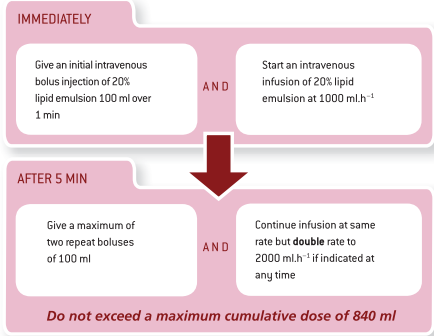 IMMEDIATELY
Give an initial intravenous
bolus injection of 20%
lipid emulsion 100 ml over
1 min
AND
Start an intravenous
infusion of 20% lipid
emulsion at 1000 ml.h⁻¹
AFTER 5 MIN
Give a maximum of
two repeat boluses
of 100 ml
AND
Continue infusion at same
rate but double rate to
2000 ml.h⁻¹ if indicated at
any time
Do not exceed a maximum cumulative dose of 840 ml